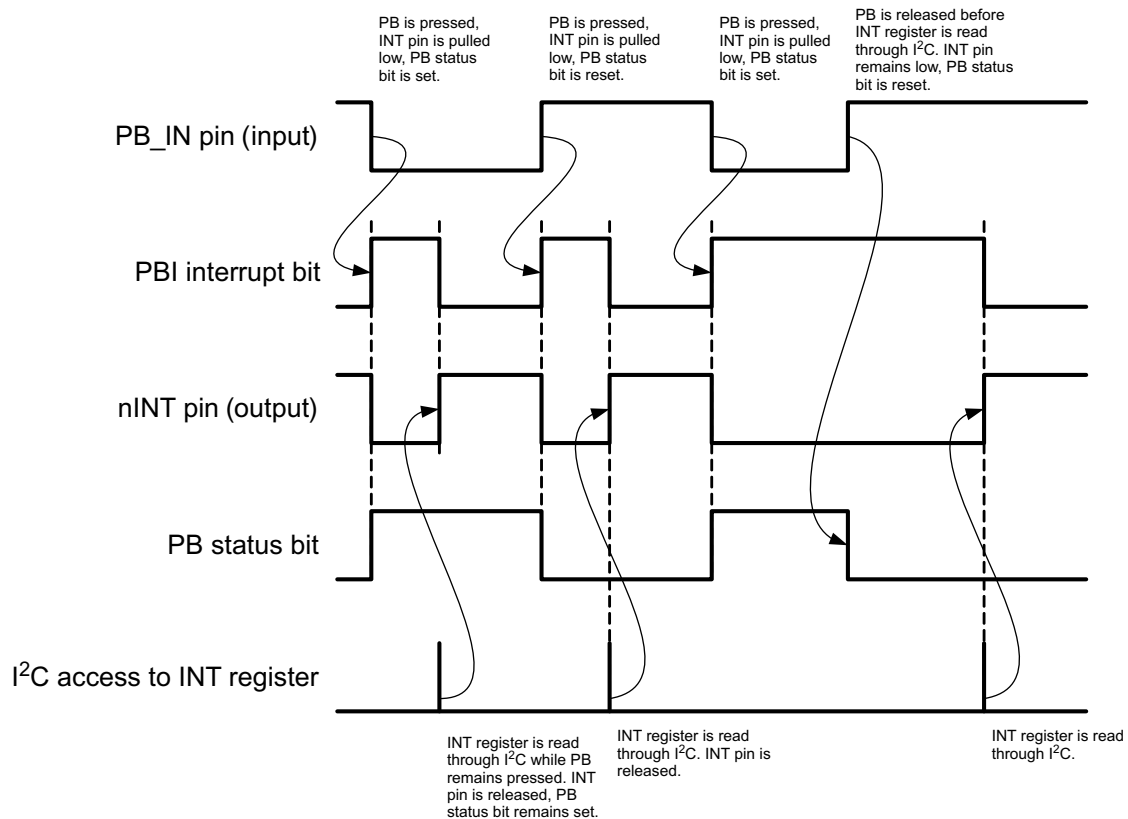 PB is pressed,
INT pin is pulled
low, PB status
bit is set.
PB is pressed,
INT pin is pulled
low, PB status
bit is reset.
PB is pressed,
INT pin is pulled
low, PB status
bit is set.
PB is released before
INT register is read
through I²C. INT pin
remains low, PB status
bit is reset.
PB_IN pin (input)
PBI interrupt bit
nINT pin (output)
PB status bit
I²C access to INT register
INT register is read
through I²C while PB
remains pressed. INT
pin is released, PB
status bit remains set.
INT register is read
through I²C. INT pin is
released.
INT register is read
through I²C.